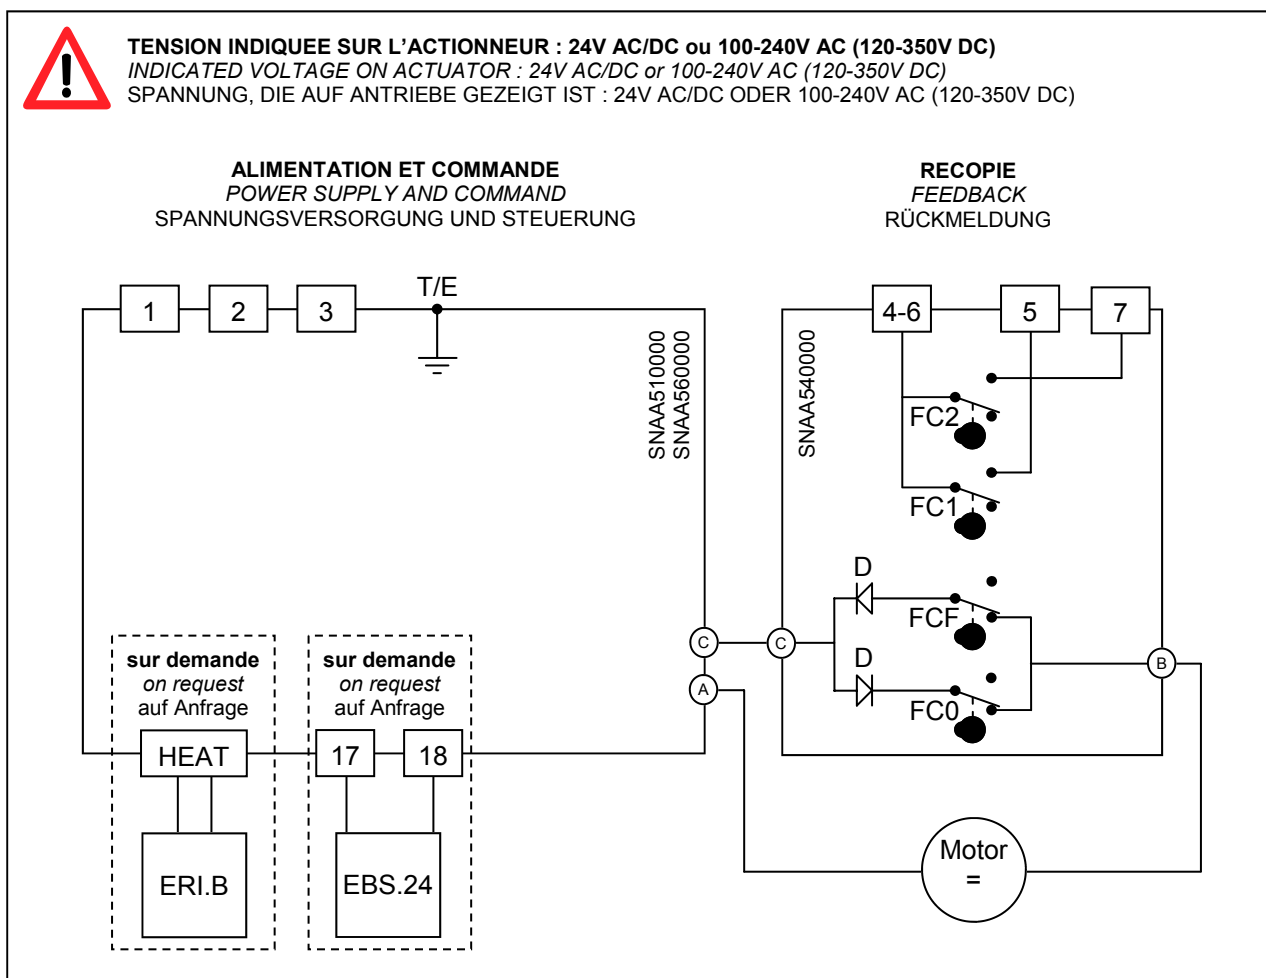 TENSION INDIQUEE SUR L'ACTIONNEUR : 24V AC/DC ou 100-240V AC (120-350V DC)
INDICATED VOLTAGE ON ACTUATOR : 24V AC/DC or 100-240V AC (120-350V DC)
SPANNUNG, DIE AUF ANTRIEBE GEZEIGT IST : 24V AC/DC ODER 100-240V AC (120-350V DC)
ALIMENTATION ET COMMANDE
POWER SUPPLY AND COMMAND
SPANNUNGSVERSORGUNG UND STEUERUNG
RECOPIE
FEEDBACK
RÜCKMELDUNG
1
2
3
T/E
SNAA510000
SNAA560000
4-6
5
7
SNAA540000
FC2
FC1
D
FCF
D
FC0
C
C
A
B
sur demande
on request
auf Anfrage
HEAT
ERI.B
sur demande
on request
auf Anfrage
17
18
EBS.24
Motor
=